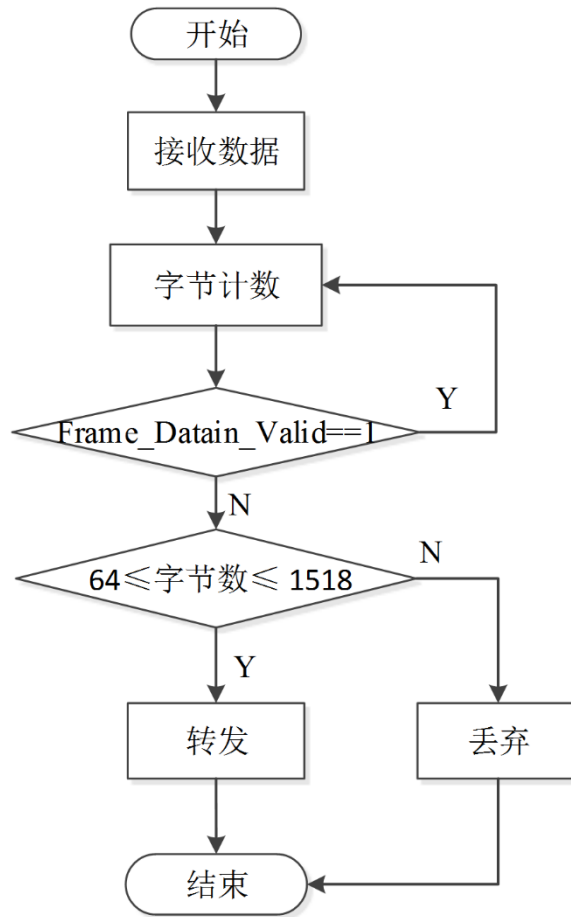 开始
接收数据
字节计数
Frame_Datain_Valid==1
Y
N
64≤字节数≤ 1518
N
Y
转发
丢弃
结束